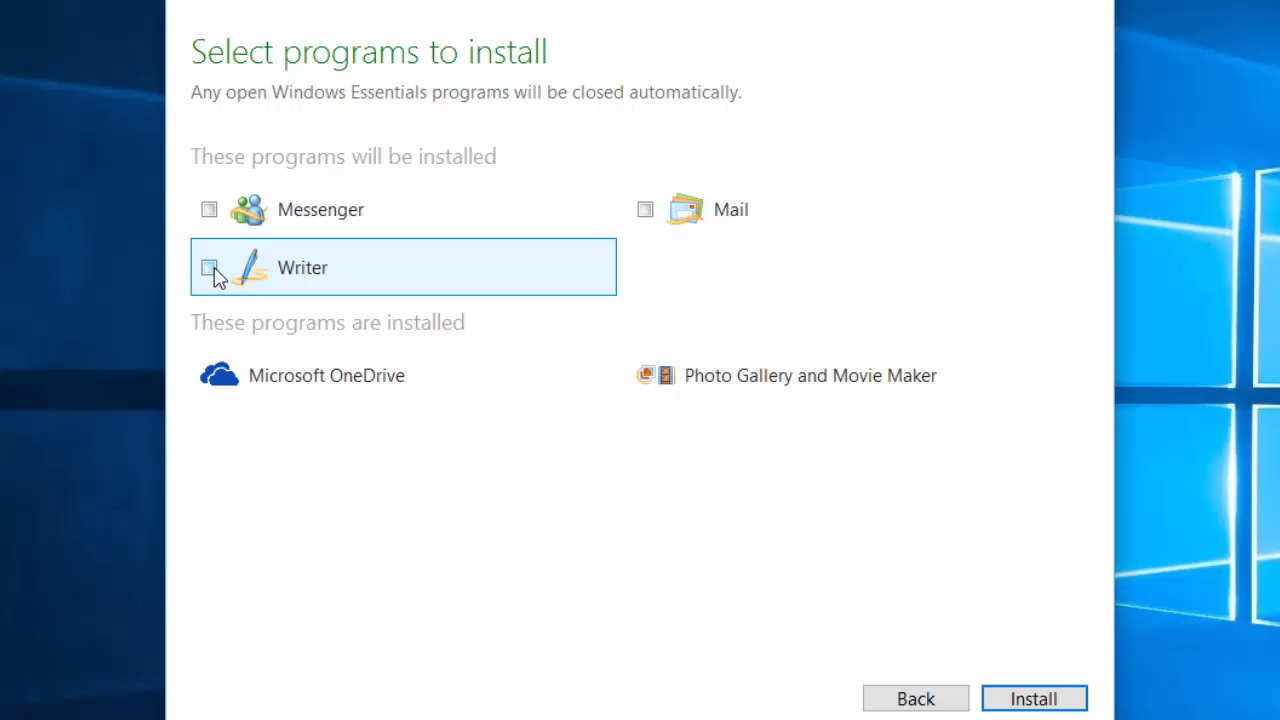 Select programs to install
Any open Windows Essentials programs will be closed automatically.
These programs will be installed
Messenger
Mail
Writer
These programs are installed
Microsoft OneDrive
Photo Gallery and Movie Maker
Back
Install